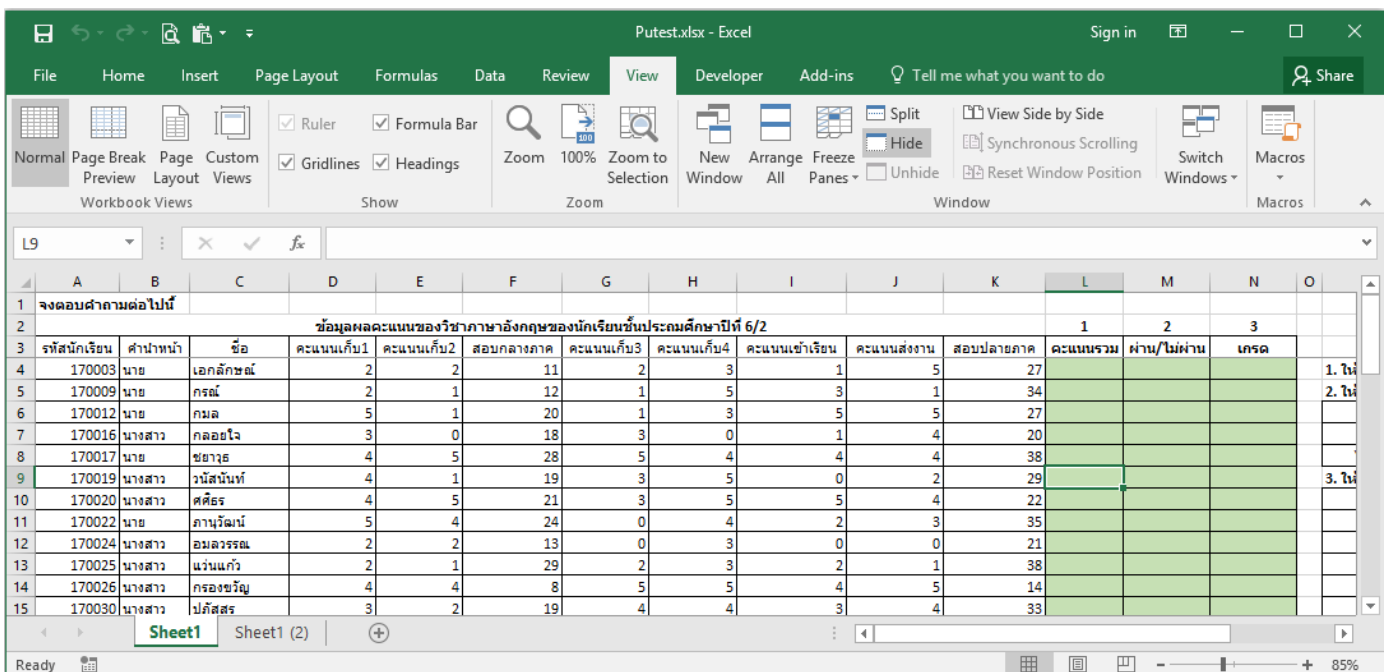 Putest.xlsx - Excel
Sign in
File Home Insert Page Layout Formulas Data Review View Developer Add-ins Tell me what you want to do Share
Normal Page Break Preview Page Layout Custom Views
Workbook Views
Ruler Formula Bar
Gridlines Headings
Show
Zoom 100% Zoom to Selection
Zoom
New Window Arrange All Freeze Panes
Split
Hide
Unhide
View Side by Side
Synchronous Scrolling
Reset Window Position
Switch Windows
Window
Macros
Macros
L9 fx
A B C D E F G H I J K L M N O
1 จงตอบคำถามต่อไปนี้
2 ข้อมูลผลคะแนนของวิชาภาษาอังกฤษของนักเรียนชั้นประถมศึกษาปีที่ 6/2 1 2 3
3 รหัสนักเรียน คำนำหน้า ชื่อ คะแนนเก็บ1 คะแนนเก็บ2 สอบกลางภาค คะแนนเก็บ3 คะแนนเก็บ4 คะแนนเข้าเรียน คะแนนส่งงาน สอบปลายภาค คะแนนรวม ผ่าน/ไม่ผ่าน เกรด
4 170003 นาย เอกลักษณ์ 2 2 11 2 3 1 5 27 1. ให้
5 170009 นาย กรณ์ 2 1 12 1 5 3 1 34 2. ให้
6 170012 นาย กมล 5 1 20 1 3 5 5 27
7 170016 นางสาว กลอยใจ 3 0 18 3 0 1 4 20
8 170017 นาย ชยาวุธ 4 5 28 5 4 4 4 38
9 170019 นางสาว วนัสนันท์ 4 1 19 3 5 0 2 29 3. ให้
10 170020 นางสาว ศศิธร 4 5 21 3 5 5 4 22
11 170022 นาย ภานุวัฒน์ 5 4 24 0 4 2 3 35
12 170024 นางสาว อมลวรรณ 2 2 13 0 3 0 0 21
13 170025 นางสาว แว่นแก้ว 2 1 29 2 3 2 1 38
14 170026 นางสาว กรองขวัญ 4 4 8 5 5 4 5 14
15 170030 นางสาว ปภัสสร 3 2 19 4 4 3 4 33
Sheet1 Sheet1 (2)
Ready 85%